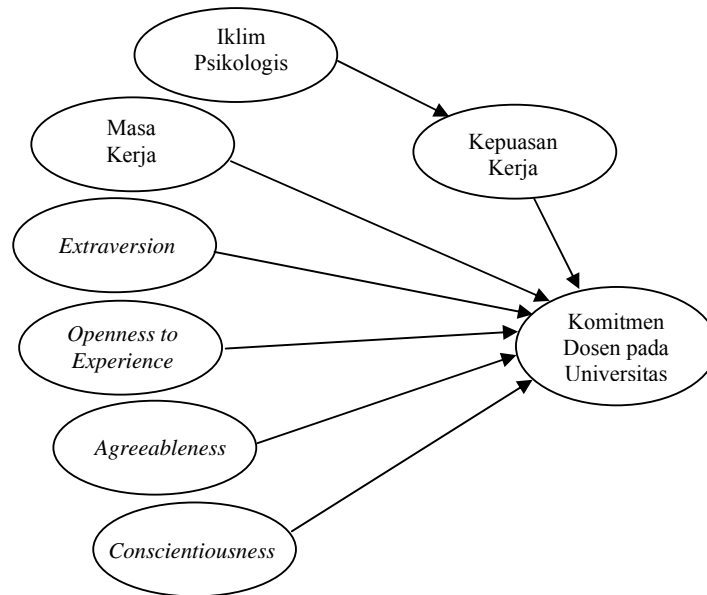 Iklim
Psikologis
Masa
Kerja
Kepuasan
Kerja
Extraversion
Openness to
Experience
Komitmen
Dosen pada
Universitas
Agreeableness
Conscientiousness